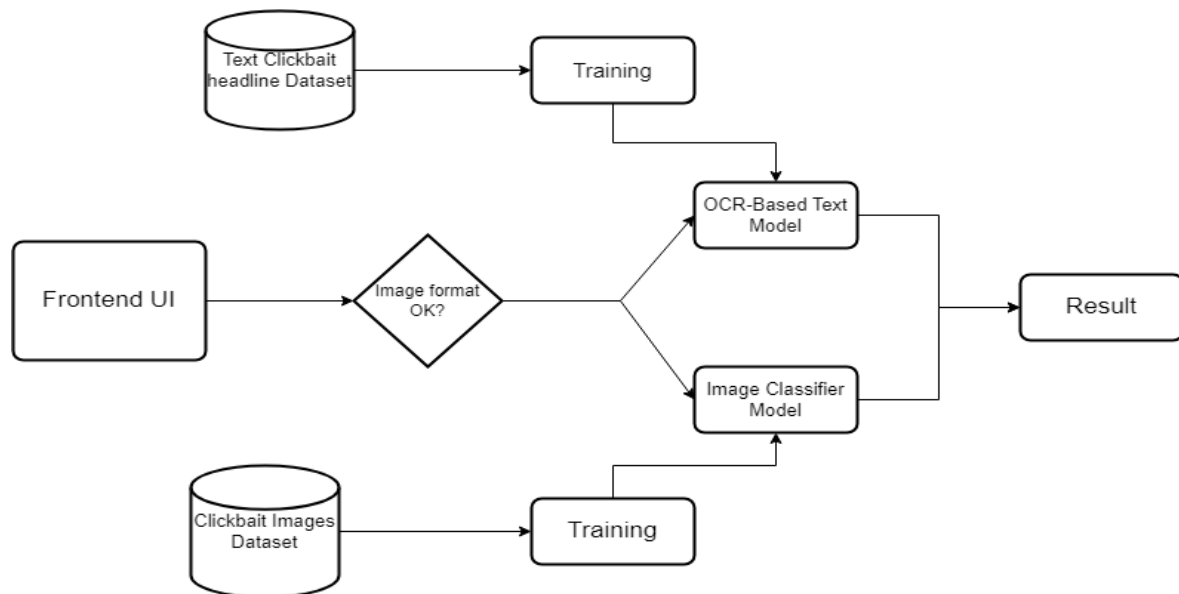 Text Clickbait
headline Dataset
Training
OCR-Based Text
Model
Frontend UI
Image format
OK?
Result
Image Classifier
Model
Clickbait Images
Dataset
Training